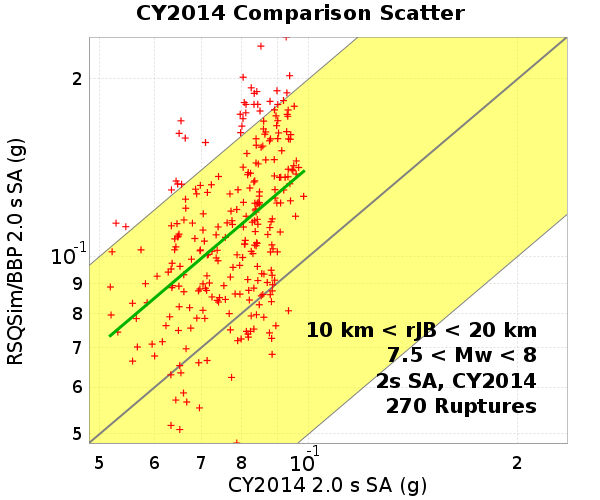 CY2014 Comparison Scatter
RSQSim/BBP 2.0 s SA (g)
2
10-1
9
8
7
6
5
10 km < rJB < 20 km
7.5 < Mw < 8
2s SA, CY2014
270 Ruptures
5 6 7 8 10-1 2
CY2014 2.0 s SA (g)